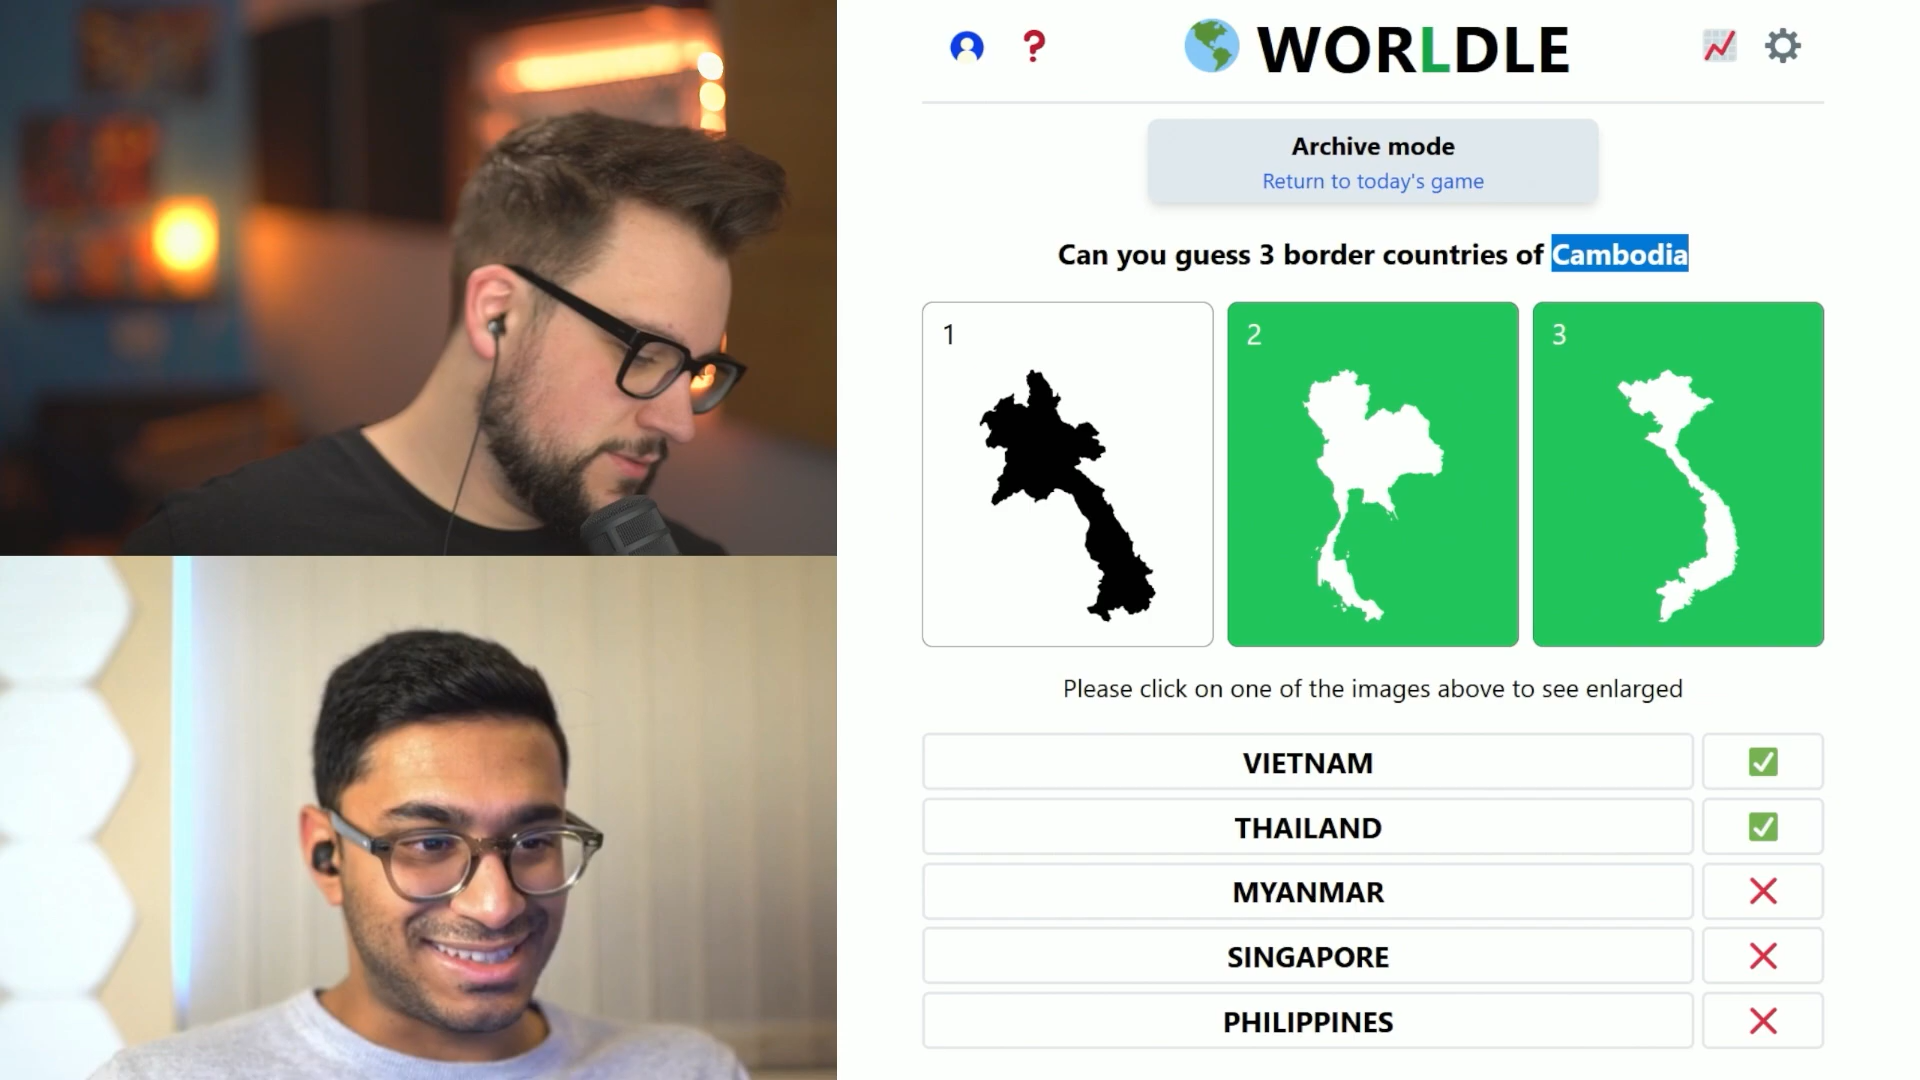 ?
WORLDLE
Archive mode
Return to today's game
Can you guess 3 border countries of Cambodia
1
2
3
Please click on one of the images above to see enlarged
VIETNAM
THAILAND
MYANMAR
SINGAPORE
PHILIPPINES